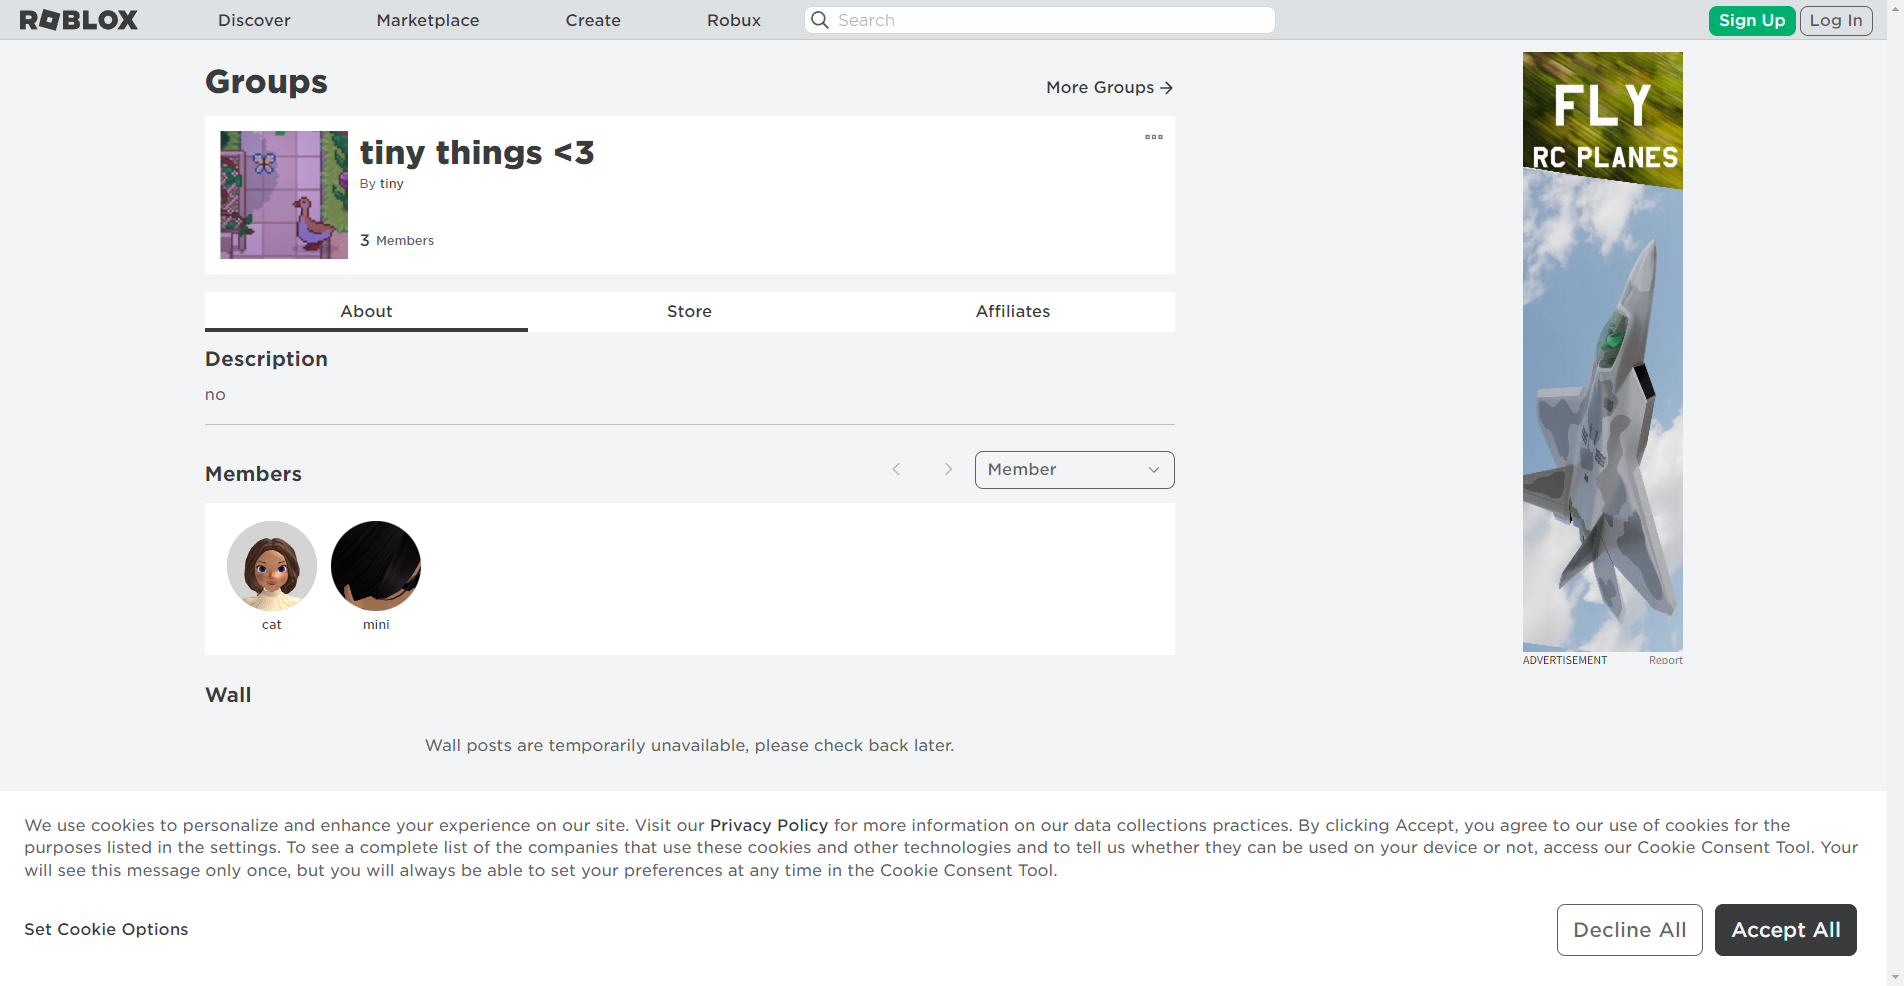 ROBLOX
Discover
Marketplace
Create
Robux
Search
Sign Up
Log In
Groups
More Groups
tiny things <3
By tiny
3 Members
About
Store
Affiliates
Description
no
Members
Member
cat
mini
Wall
Wall posts are temporarily unavailable, please check back later.
FLY
RC PLANES
ADVERTISEMENT
Report
We use cookies to personalize and enhance your experience on our site. Visit our Privacy Policy for more information on our data collections practices. By clicking Accept, you agree to our use of cookies for the
purposes listed in the settings. To see a complete list of the companies that use these cookies and other technologies and to tell us whether they can be used on your device or not, access our Cookie Consent Tool. Your
will see this message only once, but you will always be able to set your preferences at any time in the Cookie Consent Tool.
Set Cookie Options
Decline All
Accept All